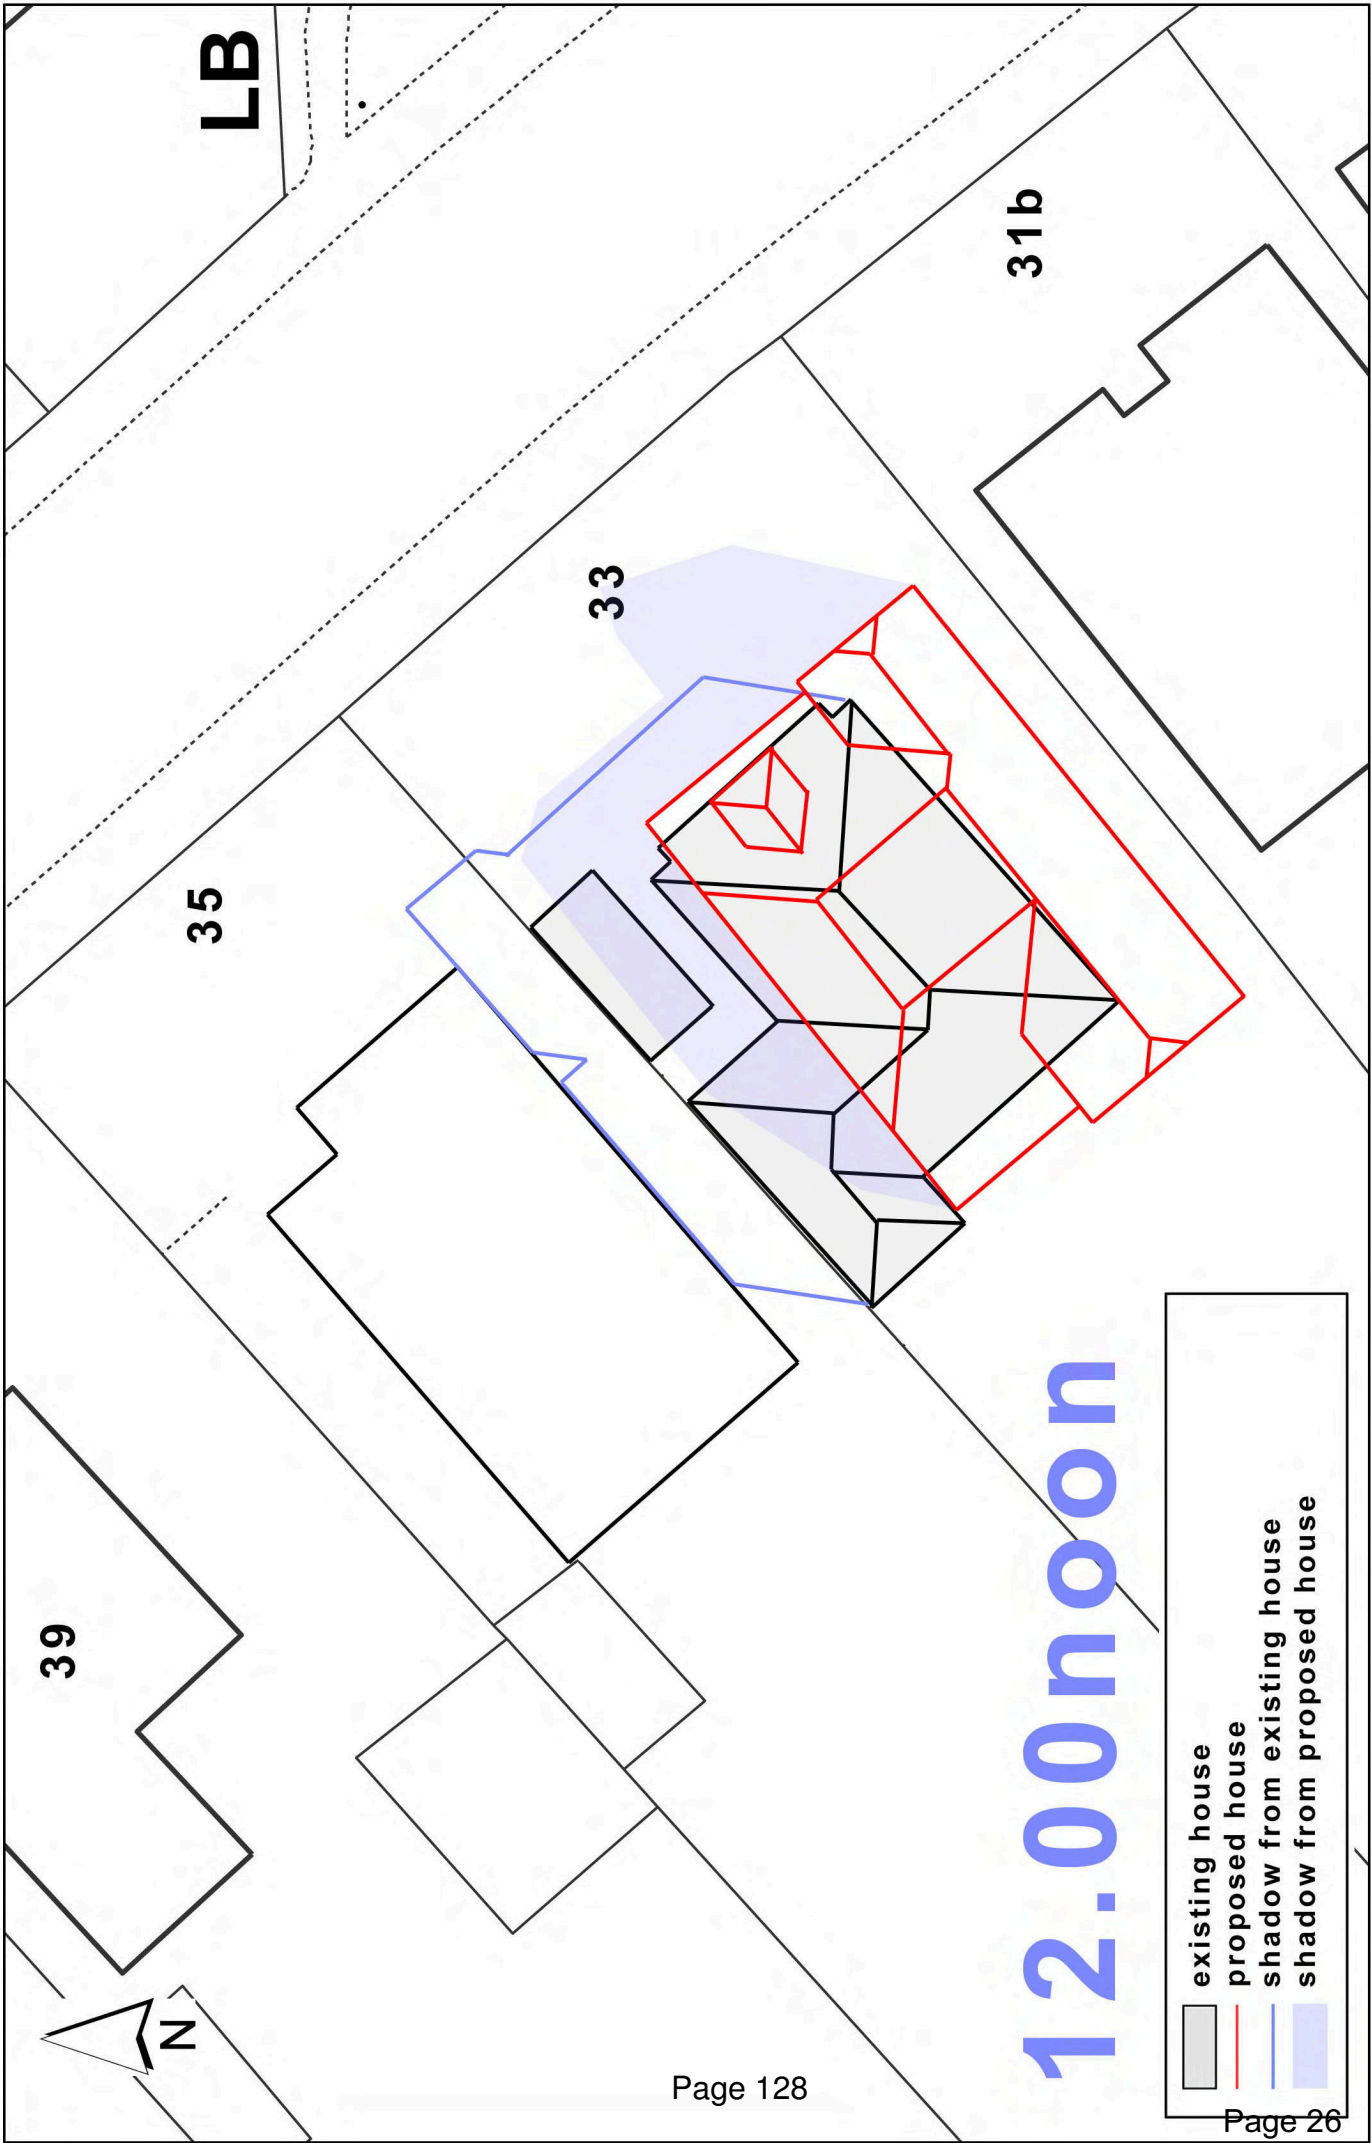 LB
31b
33
35
39
N
12.00noon
existing house
proposed house
shadow from existing house
shadow from proposed house
Page 128
Page 26